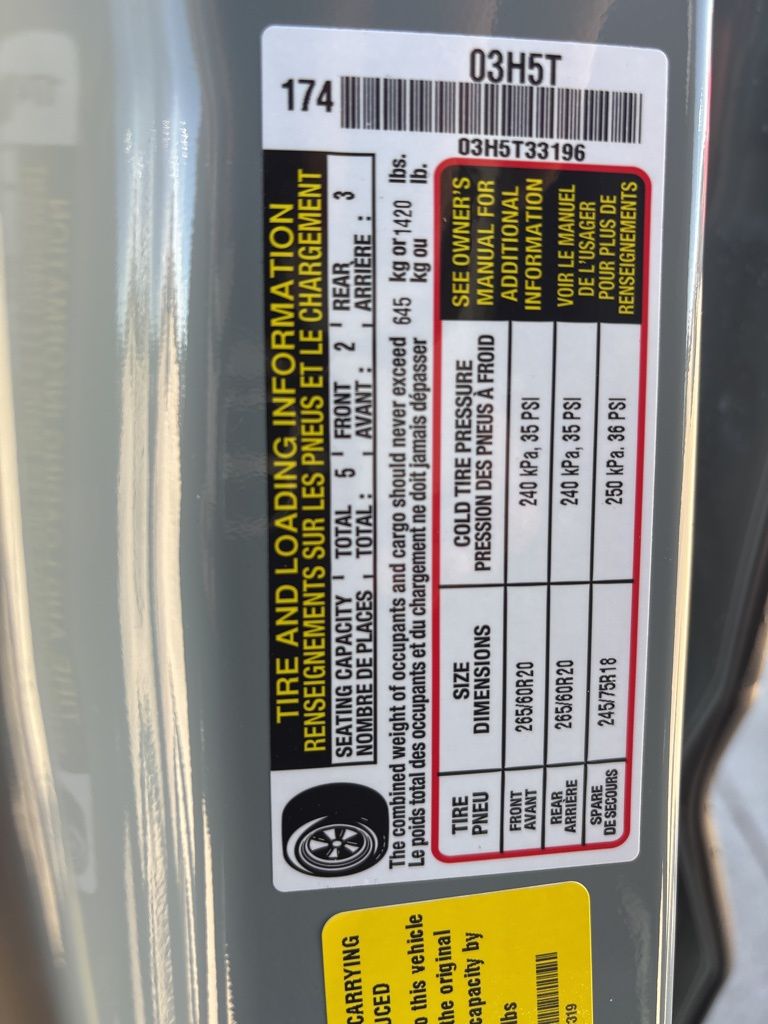 03H5T
174
03H5T33196
TIRE AND LOADING INFORMATION
RENSEIGNEMENTS SUR LES PNEUS ET LE CHARGEMENT
SEATING CAPACITY TOTAL 5 FRONT 2 REAR 3
NOMBRE DE PLACES TOTAL : AVANT : ARRIÈRE :
The combined weight of occupants and cargo should never exceed 645 kg or 1420 lbs.
Le poids total des occupants et du chargement ne doit jamais dépasser kg ou lb.
TIRE
PNEU
SIZE
DIMENSIONS
COLD TIRE PRESSURE
PRESSION DES PNEUS À FROID
FRONT
AVANT
265/60R20
240 kPa, 35 PSI
REAR
ARRIÈRE
265/60R20
240 kPa, 35 PSI
SPARE
DE SECOURS
245/75R18
250 kPa. 36 PSI
SEE OWNER'S
MANUAL FOR
ADDITIONAL
INFORMATION
VOIR LE MANUEL
DE L'USAGER
POUR PLUS DE
RENSEIGNEMENTS
CARRYING
UCED
o this vehicle
the original
capacity by
lbs
319